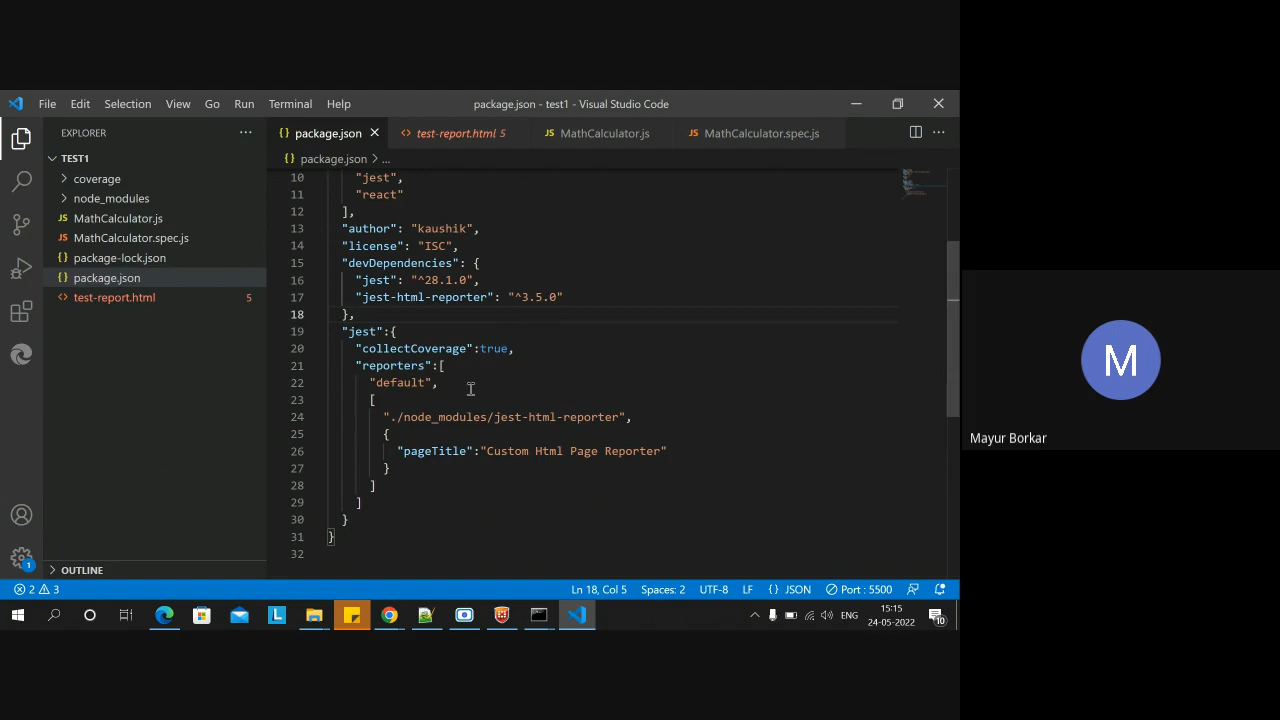 File Edit Selection View Go Run Terminal Help
package.json - test1 - Visual Studio Code
EXPLORER
package.json
test-report.html 5
MathCalculator.js
MathCalculator.spec.js
TEST1
package.json > ...
coverage
node_modules
MathCalculator.js
MathCalculator.spec.js
package-lock.json
package.json
test-report.html 5
10 "jest",
11 "react"
12 ],
13 "author": "kaushik",
14 "license": "ISC",
15 "devDependencies": {
16 "jest": "^28.1.0",
17 "jest-html-reporter": "^3.5.0"
18 },
19 "jest":{
20 "collectCoverage":true,
21 "reporters":[
22 "default",
23 [
24 "./node_modules/jest-html-reporter",
25 {
26 "pageTitle":"Custom Html Page Reporter"
27 }
28 ]
29 ]
30 }
31 }
32
OUTLINE
1
2 3
Ln 18, Col 5 Spaces: 2 UTF-8 LF {} JSON Port : 5500
L
ENG
15:15
24-05-2022
10
M
Mayur Borkar